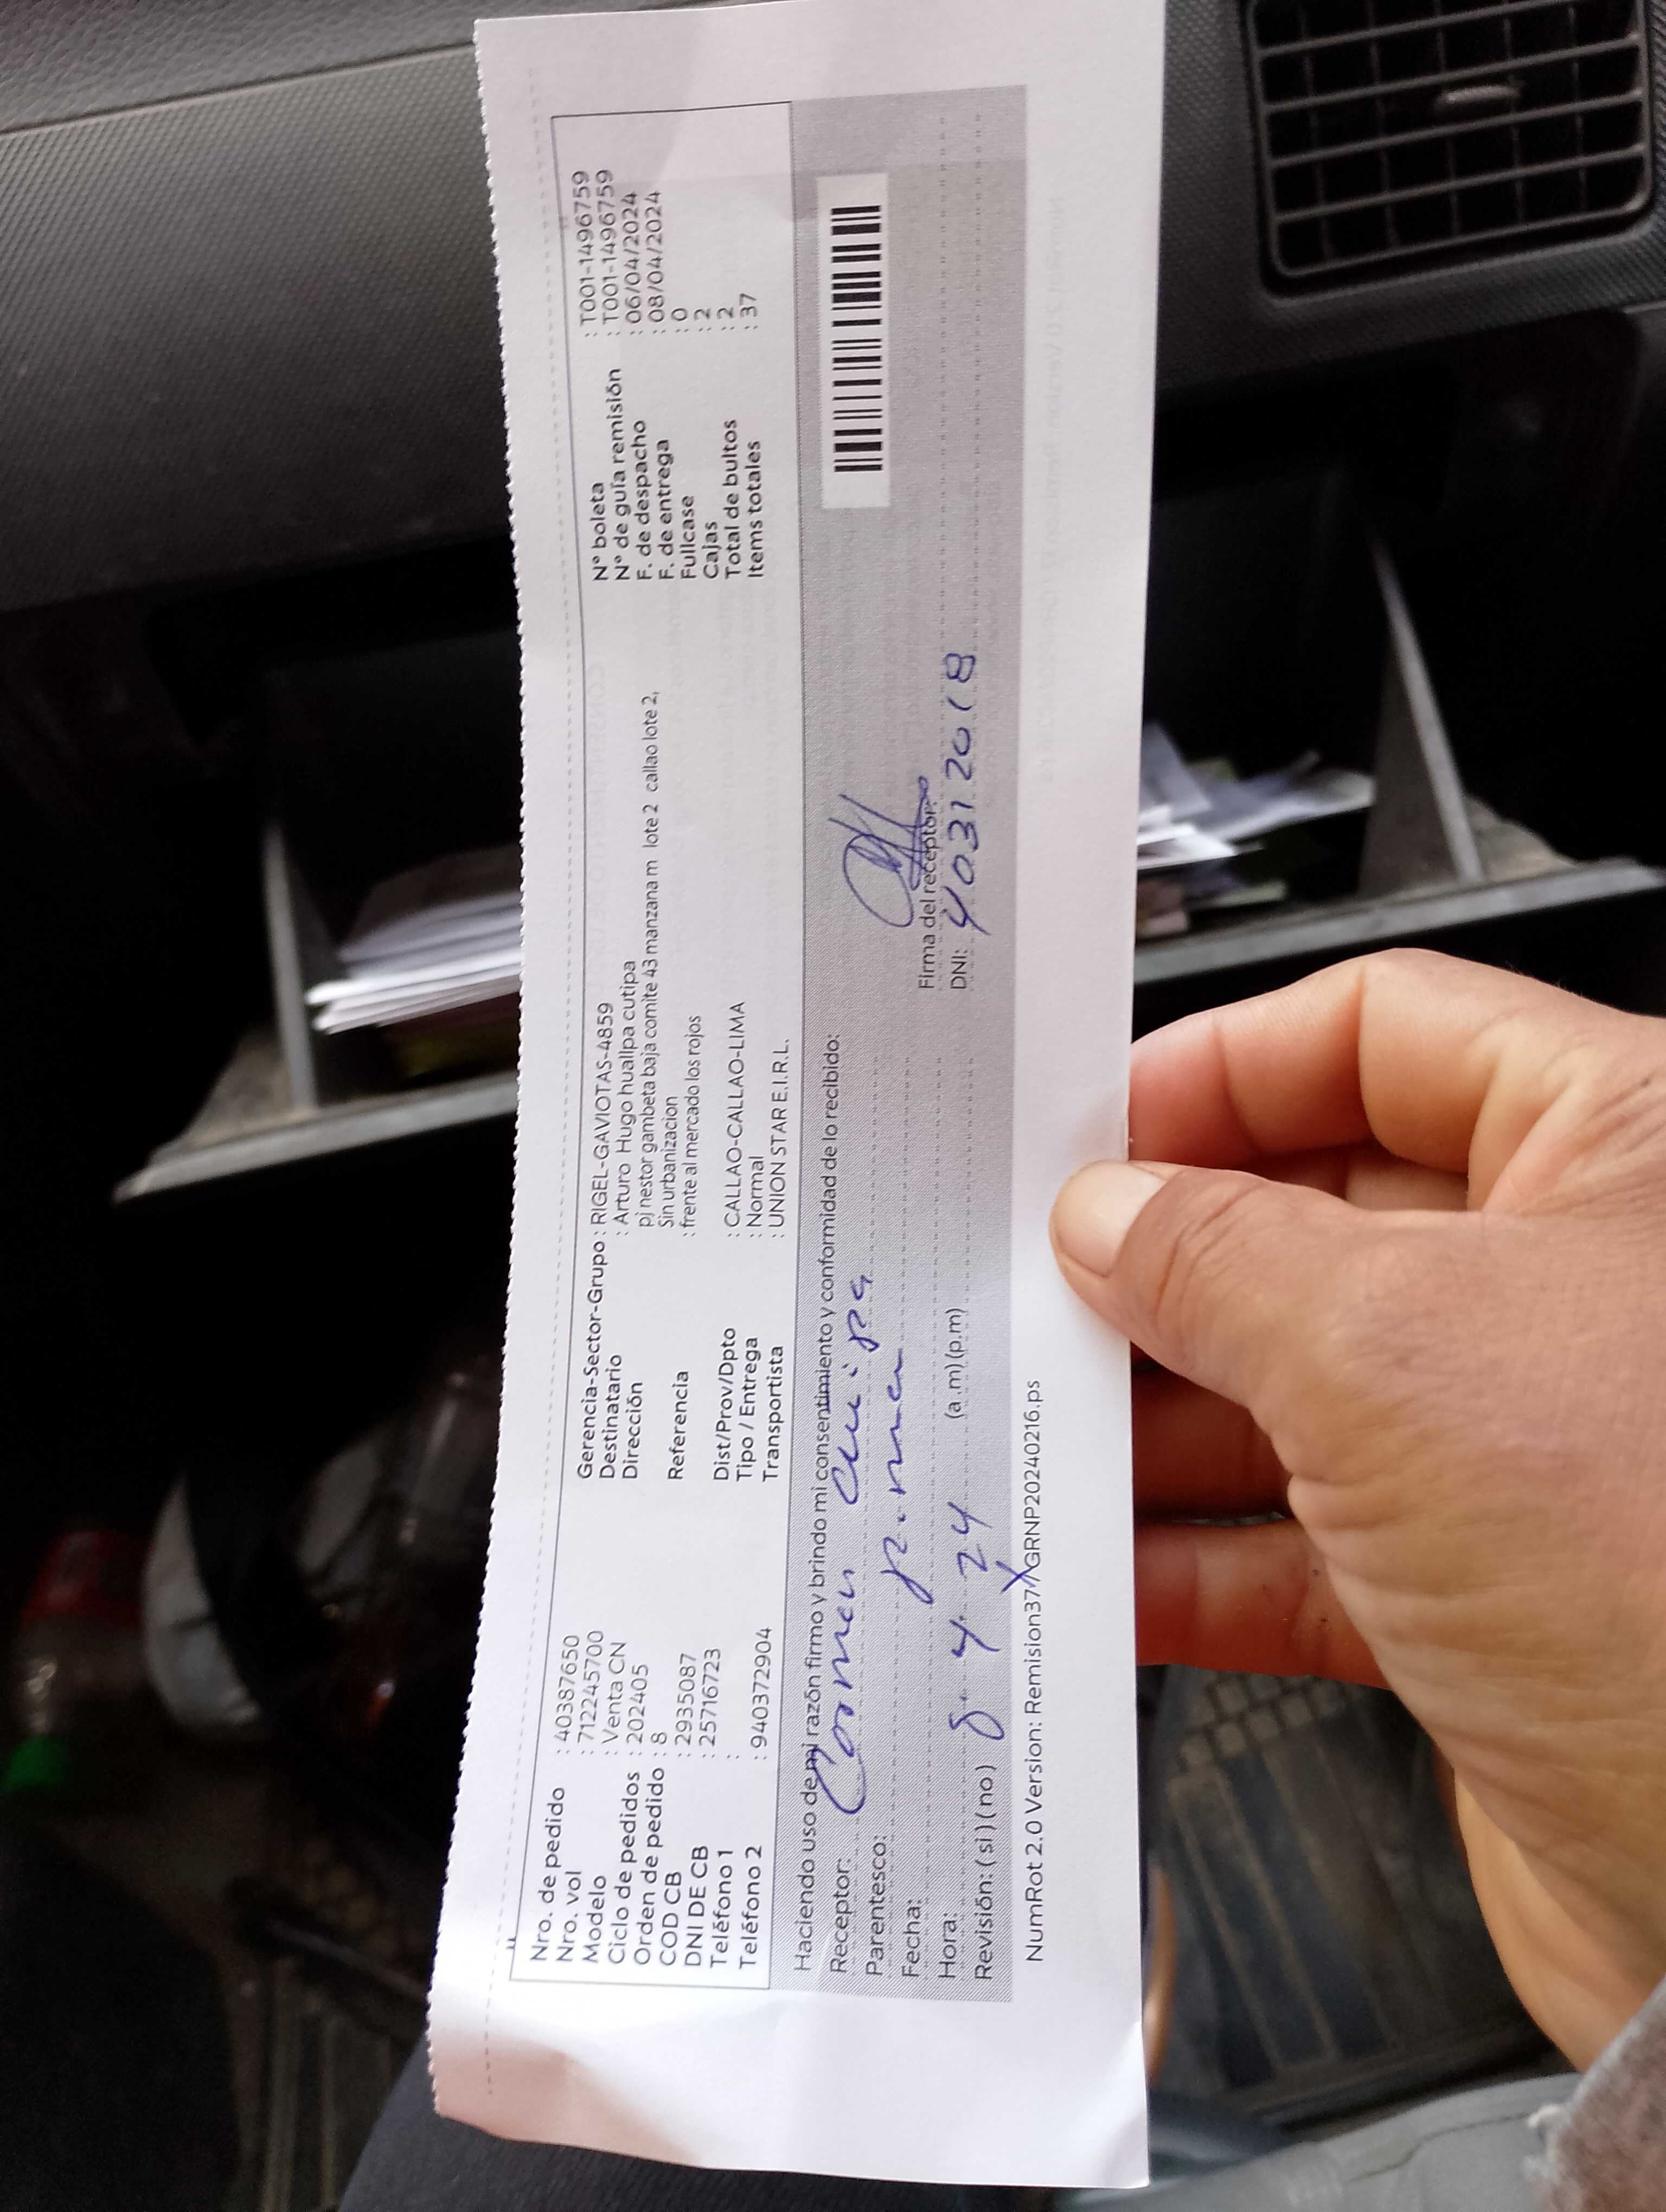 Nro. de pedido : 40387650
Nro. vol : 712245700
Modelo : Venta CN
Ciclo de pedidos : 202405
Orden de pedido : 8
COD CB : 2935087
DNI DE CB : 25716723
Teléfono 1 :
Teléfono 2 : 940372904
Gerencia-Sector-Grupo : RIGEL-GAVIOTAS-4859
Destinatario : Arturo Hugo huallpa cutipa
Dirección pj nestor gambeta baja comite 43 manzana m lote 2 callao lote 2,
Sin urbanizacion
Referencia : frente al mercado los rojos
Dist/Prov/Dpto : CALLAO-CALLAO-LIMA
Tipo / Entrega : Normal
Transportista : UNION STAR E.I.R.L.
N° boleta : T001-1496759
N° de guía remisión : T001-1496759
F. de despacho : 06/04/2024
F. de entrega : 08/04/2024
Fullcase : 0
Cajas : 2
Total de bultos : 2
Items totales : 37
Haciendo uso de mi razón firmo y brindo mi consentimiento y conformidad de lo recibido:
Receptor: Carmen
Parentesco:
Fecha: 8 4 24
Hora: (a.m) (p.m)
Revisión: (si) (no)
Firma del receptor:
DNI: 40312018
NumRot 2.0 Version: Remision377GRNP20240216.ps